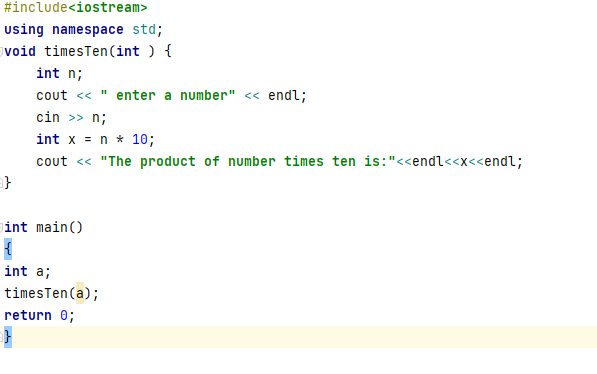 #include<iostream>
using namespace std;
void timesTen(int ) {
    int n;
    cout << " enter a number" << endl;
    cin >> n;
    int x = n * 10;
    cout << "The product of number times ten is:"<<endl<<x<<endl;
}

int main()
{
int a;
timesTen(a);
return 0;
}